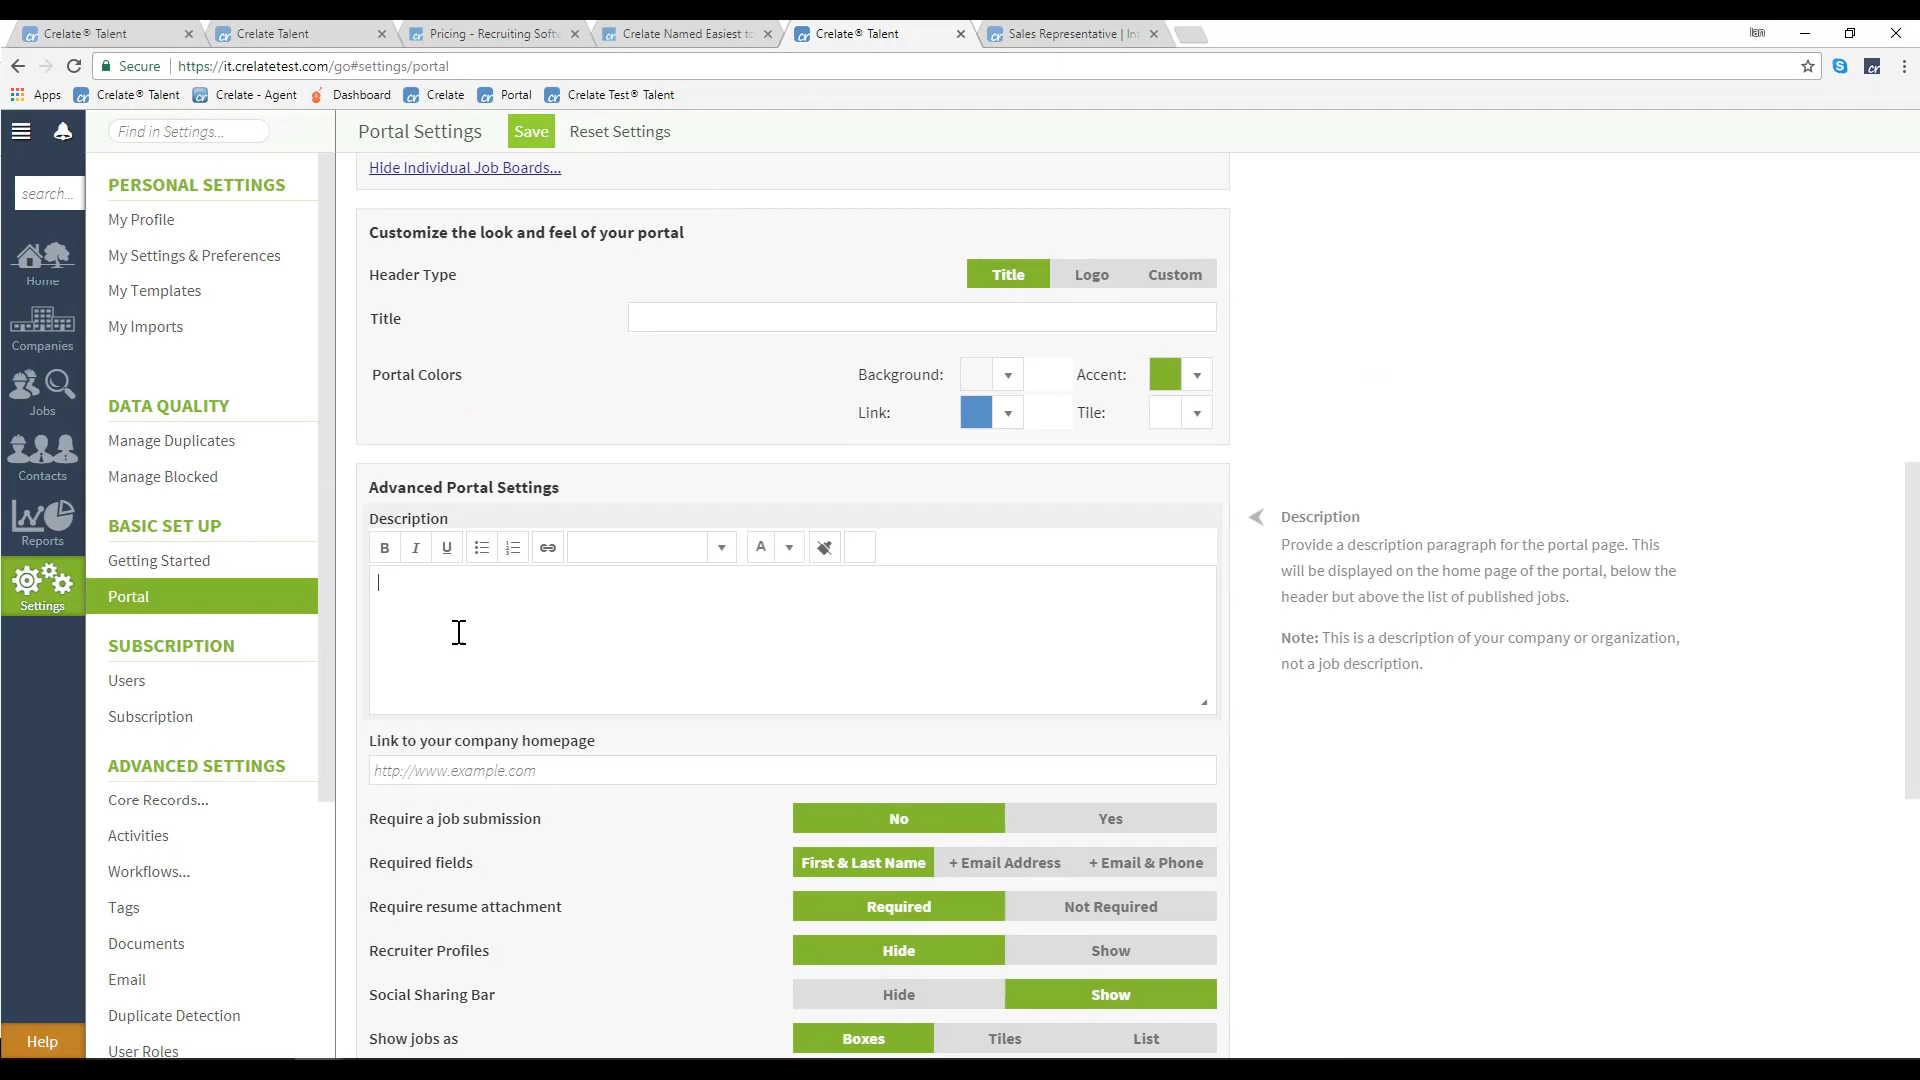 Crelate® Talent
Crelate Talent
Pricing - Recruiting Softw
Crelate Named Easiest to
Crelate® Talent
Sales Representative | Int
Secure
https://it.crelatetest.com/go#settings/portal
Apps
Crelate® Talent
Crelate - Agent
Dashboard
Crelate
Portal
Crelate Test® Talent
Find in Settings...
Portal Settings
Save
Reset Settings
search...
Home
Companies
Jobs
Contacts
Reports
Settings
Help
PERSONAL SETTINGS
My Profile
My Settings & Preferences
My Templates
My Imports
DATA QUALITY
Manage Duplicates
Manage Blocked
BASIC SET UP
Getting Started
Portal
SUBSCRIPTION
Users
Subscription
ADVANCED SETTINGS
Core Records...
Activities
Workflows...
Tags
Documents
Email
Duplicate Detection
User Roles
Hide Individual Job Boards...
Customize the look and feel of your portal
Header Type
Title
Logo
Custom
Title
Portal Colors
Background:
Accent:
Link:
Tile:
Advanced Portal Settings
Description
B I U
A
Link to your company homepage
http://www.example.com
Require a job submission
No
Yes
Required fields
First & Last Name
+ Email Address
+ Email & Phone
Require resume attachment
Required
Not Required
Recruiter Profiles
Hide
Show
Social Sharing Bar
Hide
Show
Show jobs as
Boxes
Tiles
List
Description
Provide a description paragraph for the portal page. This
will be displayed on the home page of the portal, below the
header but above the list of published jobs.
Note: This is a description of your company or organization,
not a job description.